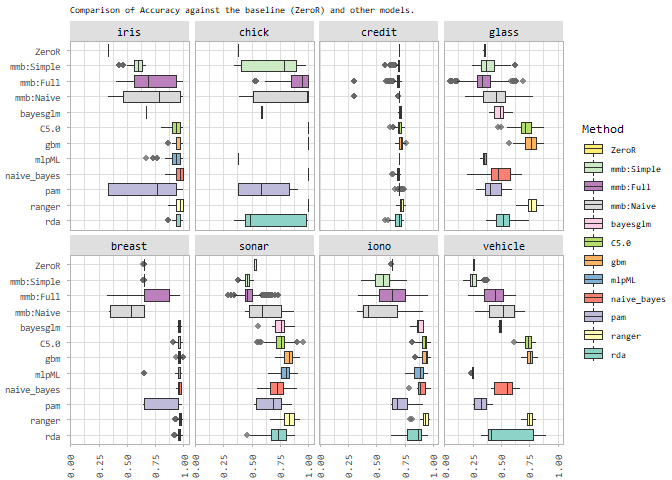 Comparison of Accuracy against the baseline (ZeroR) and other models.
iris chick credit glass
ZeroR
mmb:Simple
mmb:Full
mmb:Naive
bayesglm
C5.0
gbm
mlpML
naive_bayes
pam
ranger
rda
breast sonar iono vehicle
ZeroR
mmb:Simple
mmb:Full
mmb:Naive
bayesglm
C5.0
gbm
mlpML
naive_bayes
pam
ranger
rda
0.00 0.25 0.50 0.75 1.00 0.00 0.25 0.50 0.75 1.00 0.00 0.25 0.50 0.75 1.00 0.00 0.25 0.50 0.75 1.00
Method
ZeroR
mmb:Simple
mmb:Full
mmb:Naive
bayesglm
C5.0
gbm
mlpML
naive_bayes
pam
ranger
rda